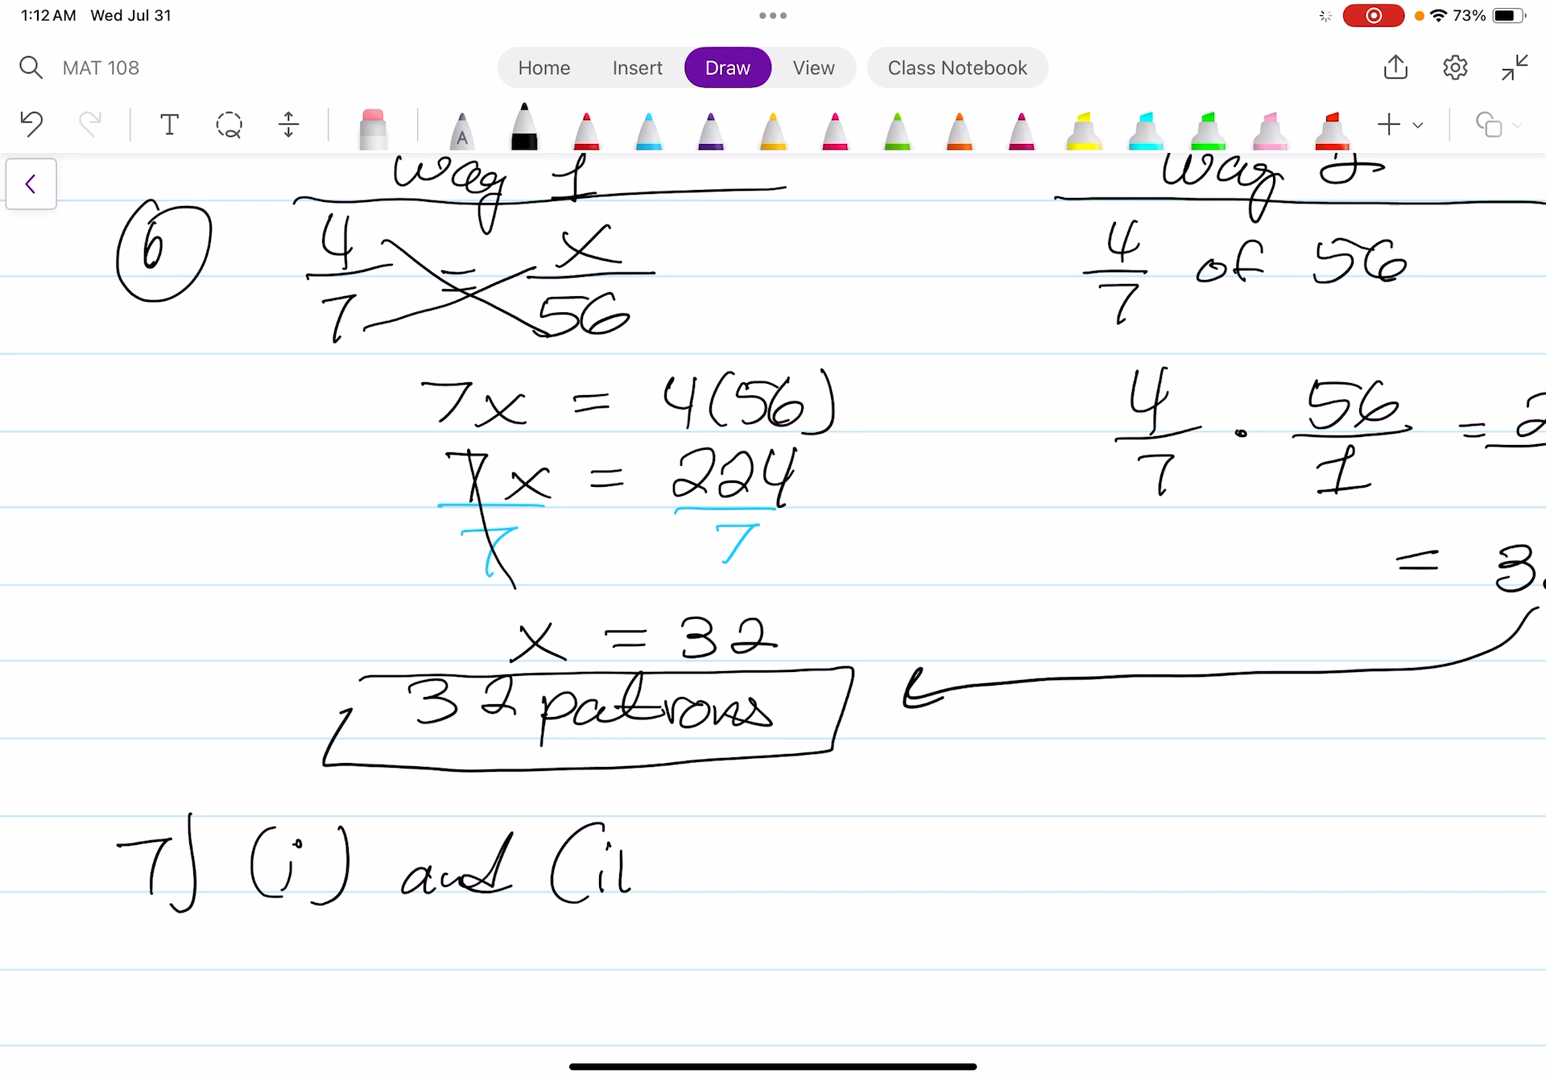 1:12 AM Wed Jul 31
73%
MAT 108
Home Insert Draw View Class Notebook
T A
way 1
6
4/7 = x/56
7x = 4(56)
7x/7 = 224/7
x = 32
32 patrons
way 2
4/7 of 56
4/7 · 56/1 = 2
= 3
7) (i) and (ii